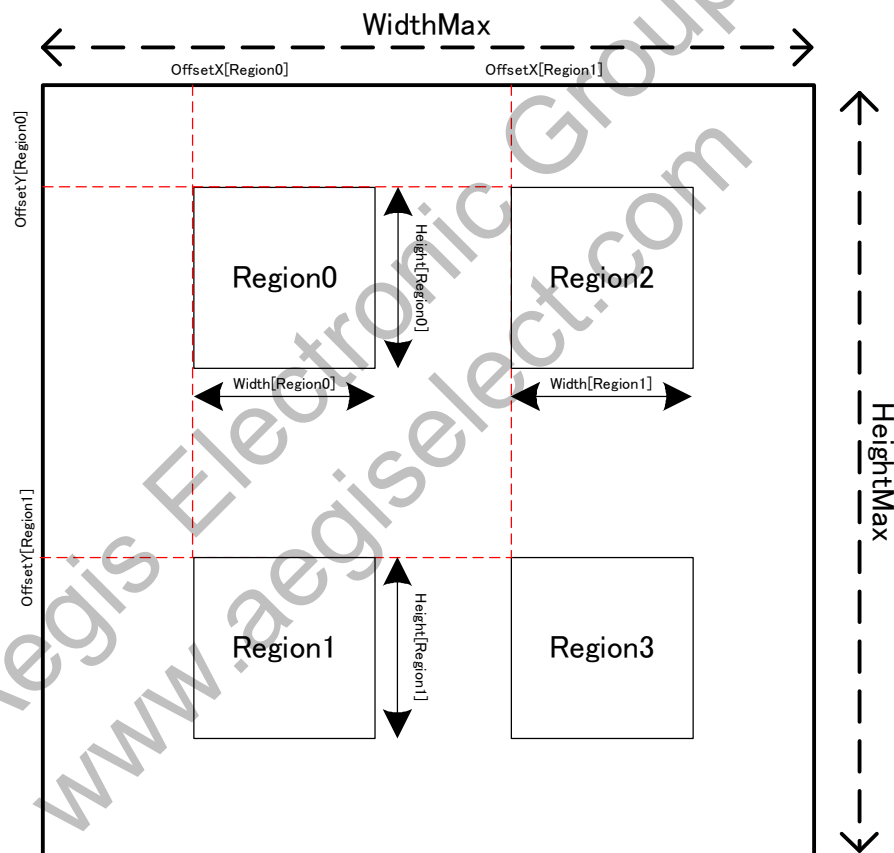 WidthMax
OffsetX[Region0]
OffsetX[Region1]
OffsetY[Region0]
Region0
Height[Region0]
Region2
Width[Region0]
Width[Region1]
HeightMax
OffsetY[Region1]
Region1
Height[Region1]
Region3
Aegis Electronic Group
www.aegiselect.com